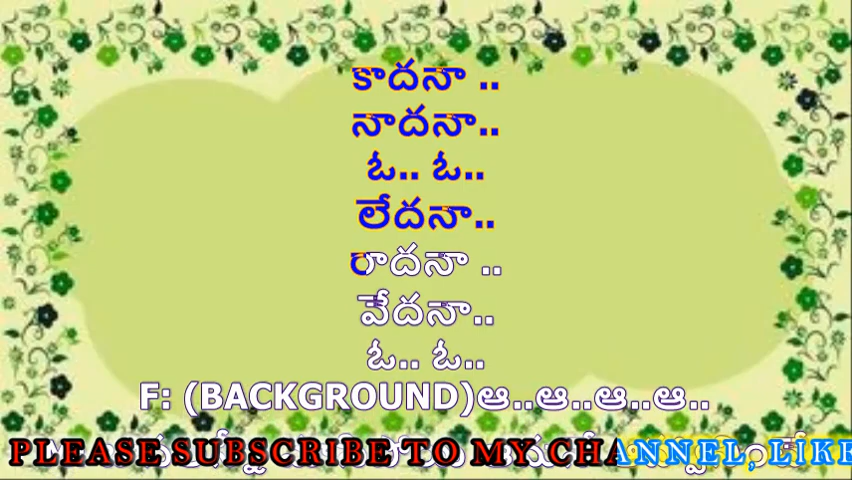 కాదనా ..
నాదనా..
ఓ.. ఓ..
లేదనా..
రాదనా ..
వేదనా..
ఓ.. ఓ..
F: (BACKGROUND)ఆ..ఆ..ఆ..ఆ..
PLEASE SUBSCRIBE TO MY CHANNEL, LIKE